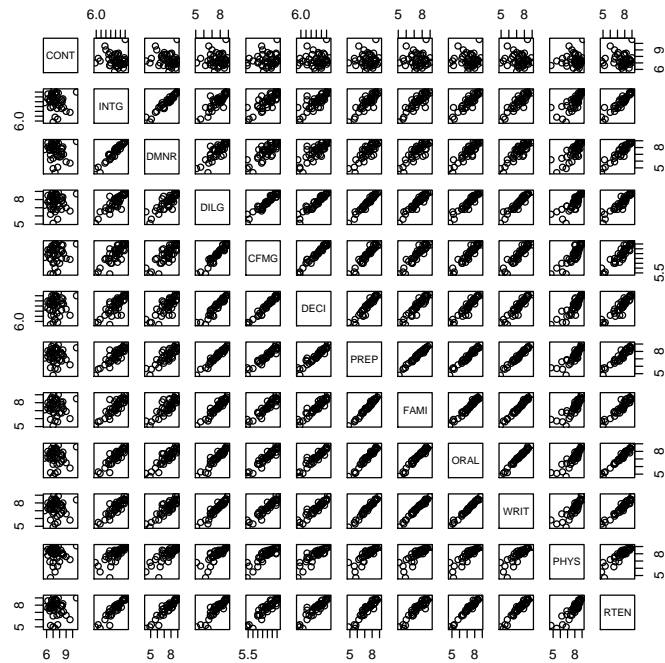 6.0 5 8 6.0 5 8 5 8
CONT 6 9
6.0 INTG
DMNR 5 8
5 8 DILG
CFMG 5.5
6.0 DECI
PREP 5 8
5 8 FAMI
ORAL 5 8
5 8 WRIT
PHYS 5 8
5 8 RTEN
6 9 5 8 5.5 5 8 5 8 5 8